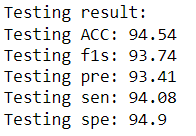 Testing result:
Testing ACC: 94.54
Testing f1s: 93.74
Testing pre: 93.41
Testing sen: 94.08
Testing spe: 94.9